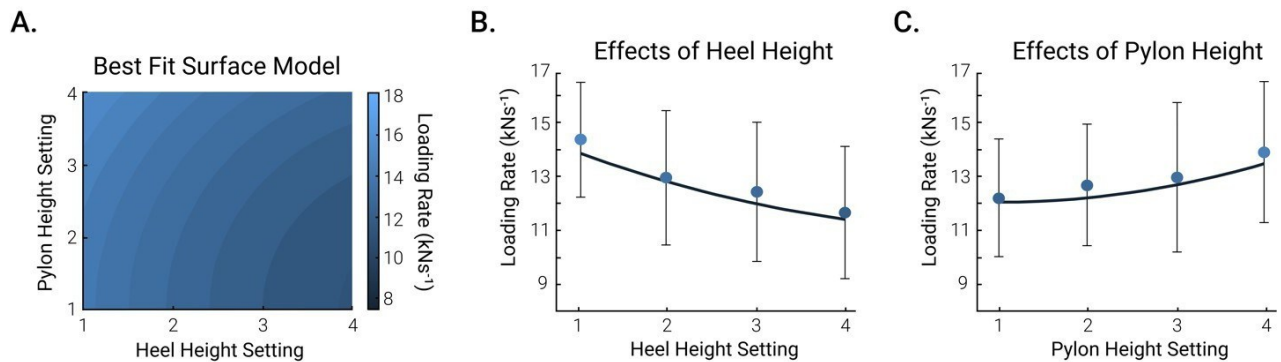 A.
Best Fit Surface Model
4
3
2
1
Pylon Height Setting
1 2 3 4
Heel Height Setting
18
16
14
12
10
8
Loading Rate (kNs⁻¹)
B.
Effects of Heel Height
17
15
13
11
9
Loading Rate (kNs⁻¹)
1 2 3 4
Heel Height Setting
C.
Effects of Pylon Height
17
15
13
11
9
Loading Rate (kNs⁻¹)
1 2 3 4
Pylon Height Setting